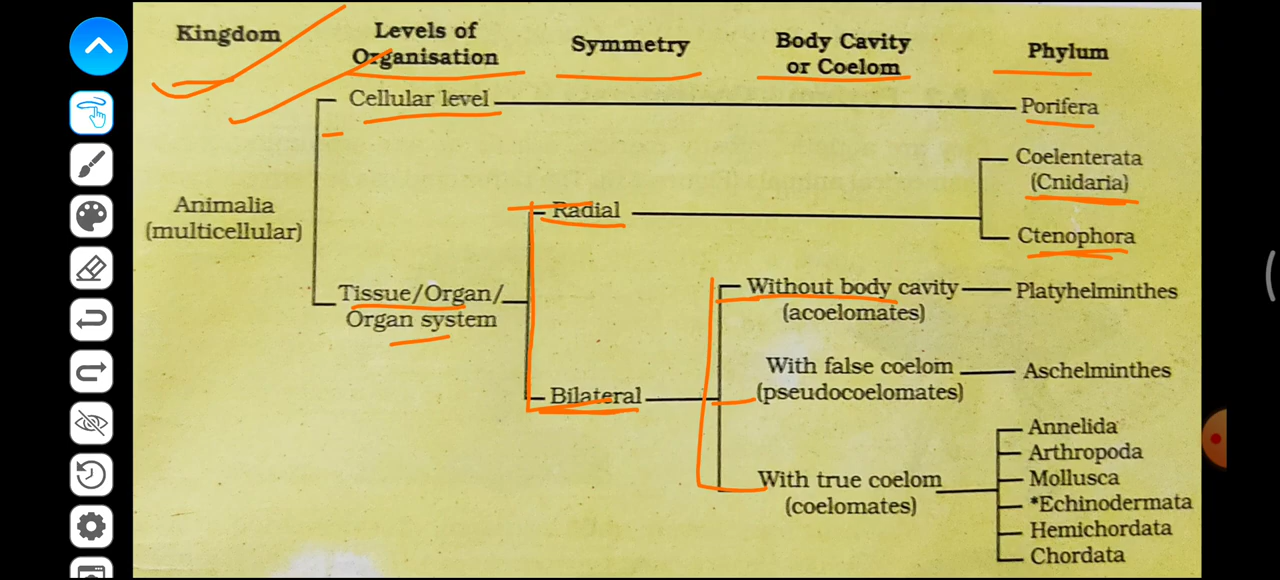 Kingdom
Levels of
Organisation
Symmetry
Body Cavity
or Coelom
Phylum
Cellular level
Porifera
Coelenterata
(Cnidaria)
Animalia
(multicellular)
Radial
Ctenophora
Tissue/Organ/
Organ system
Without body cavity
(acoelomates)
Platyhelminthes
With false coelom
(pseudocoelomates)
Aschelminthes
Bilateral
With true coelom
(coelomates)
Annelida
Arthropoda
Mollusca
*Echinodermata
Hemichordata
Chordata